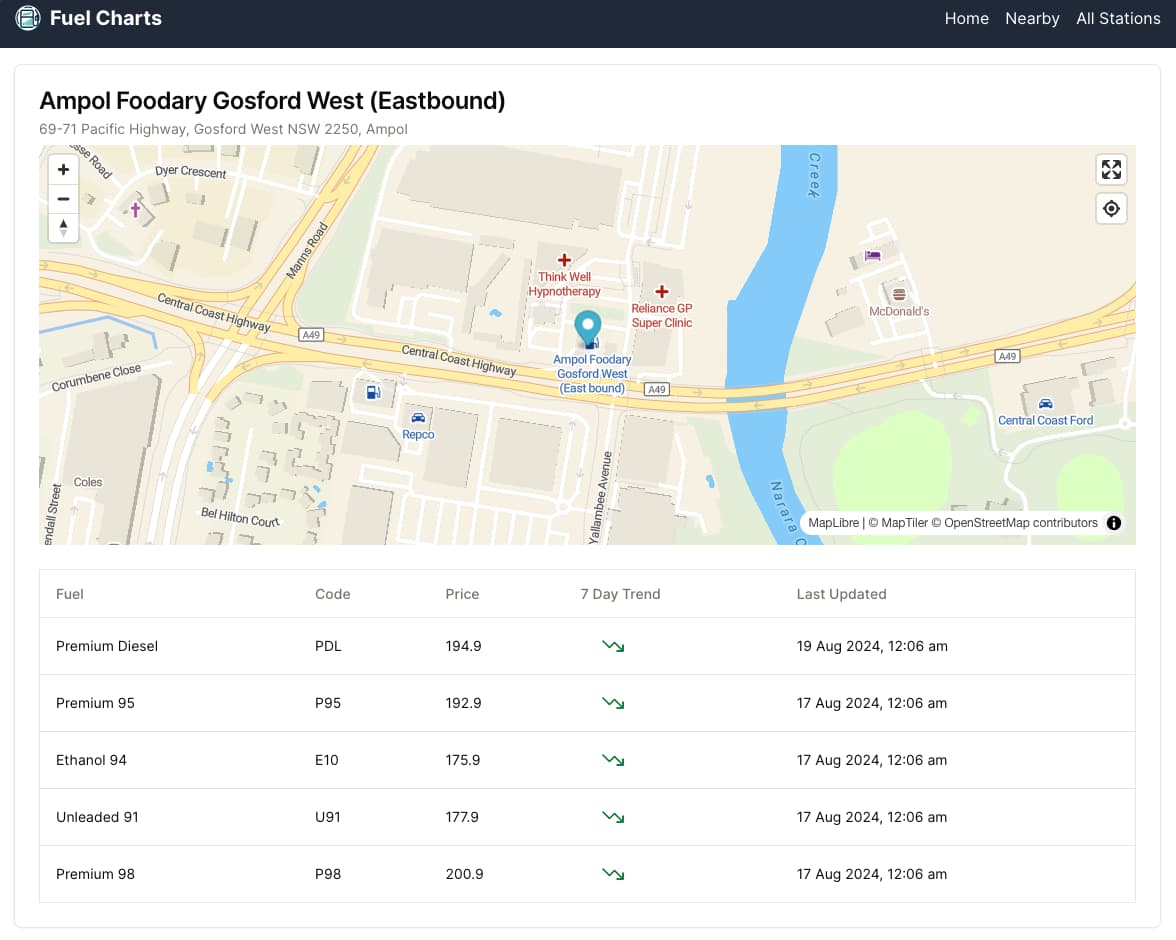 Fuel Charts
Home Nearby All Stations
Ampol Foodary Gosford West (Eastbound)
69-71 Pacific Highway, Gosford West NSW 2250, Ampol
Road
Dyer Crescent
Creek
Manns Road
Think Well
Hypnotherapy
Reliance GP
Super Clinic
McDonald's
Central Coast Highway
A49
Central Coast Highway
Ampol Foodary
Gosford West
(East bound)
A49
A49
Corumbene Close
Repco
Central Coast Ford
Coles
Bel Hilton Court
Yallambee Avenue
Street
Narara
MapLibre | © MapTiler © OpenStreetMap contributors
Fuel Code Price 7 Day Trend Last Updated
Premium Diesel PDL 194.9 19 Aug 2024, 12:06 am
Premium 95 P95 192.9 17 Aug 2024, 12:06 am
Ethanol 94 E10 175.9 17 Aug 2024, 12:06 am
Unleaded 91 U91 177.9 17 Aug 2024, 12:06 am
Premium 98 P98 200.9 17 Aug 2024, 12:06 am